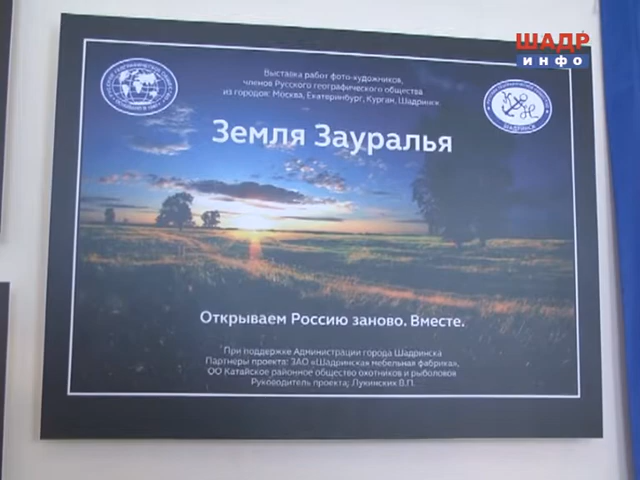 ШАДР
инфо
Выставка работ фото-художников,
членов Русского географического общества
из городов: Москва, Екатеринбург, Курган, Шадринск
Земля Зауралья
ШАДРИНСК
Открываем Россию заново. Вместе.
При поддержке Администрации города Шадринска
Партнеры проекта: ЗАО «Шадринская мебельная фабрика»,
ОО Катайское районное общество охотников и рыболовов
Руководитель проекта; Лукинских В.П.